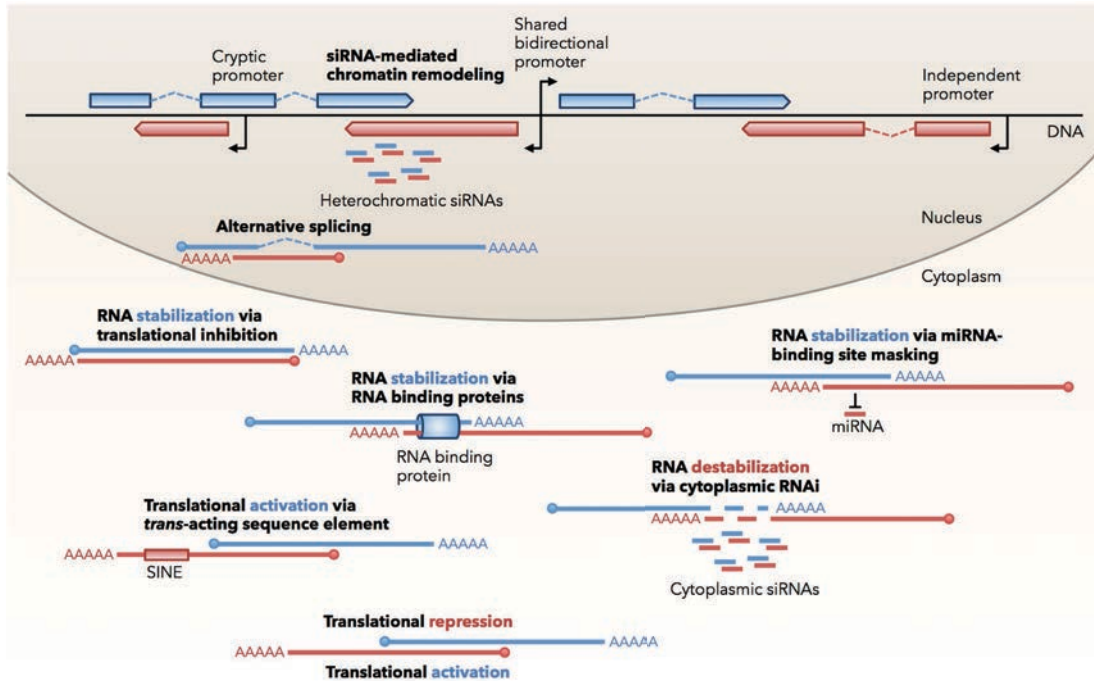 Cryptic
promoter
siRNA-mediated
chromatin remodeling
Shared
bidirectional
promoter
Independent
promoter
DNA
Heterochromatic siRNAs
Nucleus
Alternative splicing
AAAAA
AAAAA
Cytoplasm
RNA stabilization via
translational inhibition
AAAAA
AAAAA
RNA stabilization via miRNA-
binding site masking
AAAAA
AAAAA
miRNA
RNA stabilization via
RNA binding proteins
AAAAA
AAAAA
RNA binding
protein
RNA destabilization
via cytoplasmic RNAi
AAAAA
AAAAA
Cytoplasmic siRNAs
Translational activation via
trans-acting sequence element
AAAAA
AAAAA
SINE
Translational repression
AAAAA
AAAAA
Translational activation